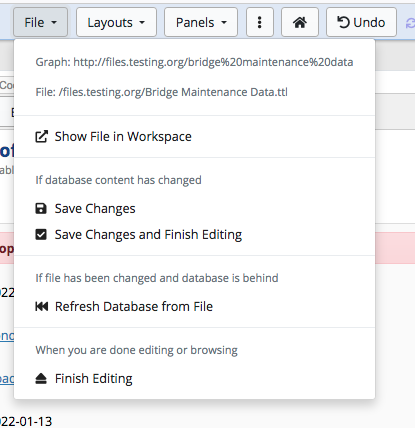 File Layouts Panels Undo
Graph: http://files.testing.org/bridge%20maintenance%20data
File: /files.testing.org/Bridge Maintenance Data.ttl
Show File in Workspace
If database content has changed
Save Changes
Save Changes and Finish Editing
If file has been changed and database is behind
Refresh Database from File
When you are done editing or browsing
Finish Editing
022-01-13